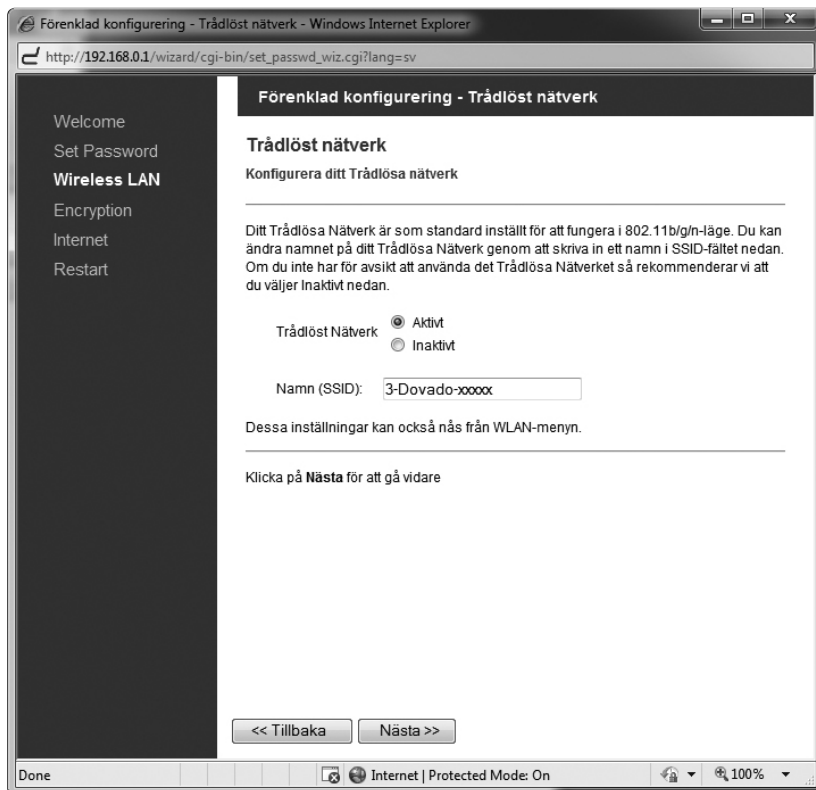 Förenklad konfigurering - Trådlöst nätverk - Windows Internet Explorer
http://192.168.0.1/wizard/cgi-bin/set_passwd_wiz.cgi?lang=sv
Welcome
Set Password
Wireless LAN
Encryption
Internet
Restart
Förenklad konfigurering - Trådlöst nätverk
Trådlöst nätverk
Konfigurera ditt Trådlösa nätverk
Ditt Trådlösa Nätverk är som standard inställt för att fungera i 802.11b/g/n-läge. Du kan
ändra namnet på ditt Trådlösa Nätverk genom att skriva in ett namn i SSID-fältet nedan.
Om du inte har för avsikt att använda det Trådlösa Nätverket så rekommenderar vi att
du väljer Inaktivt nedan.
Trådlöst Nätverk
Aktivt
Inaktivt
Namn (SSID): 3-Dovado-xxxxx
Dessa inställningar kan också nås från WLAN-menyn.
Klicka på Nästa för att gå vidare
<< Tillbaka
Nästa >>
Done
Internet | Protected Mode: On
100%